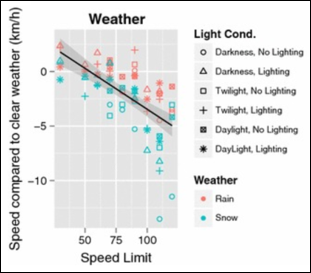 Weather
Speed compared to clear weather (km/h)
0
−5
−10
50
75
100
Speed Limit
Light Cond.
Darkness, No Lighting
Darkness, Lighting
Twilight, No Lighting
Twilight, Lighting
Daylight, No Lighting
DayLight, Lighting
Weather
Rain
Snow